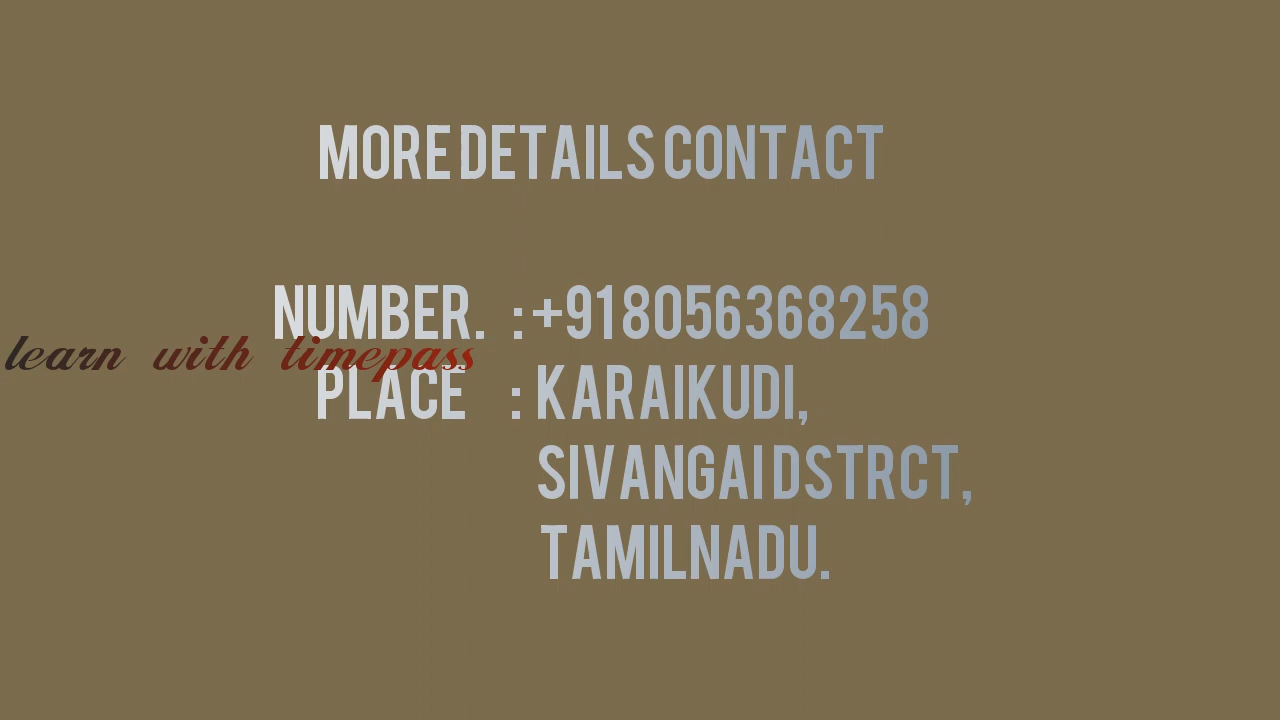 MORE DETAILS CONTACT
NUMBER. : +918056368258
learn with timepass
PLACE : KARAIKUDI,
SIVANGAI DSTRCT,
TAMILNADU.